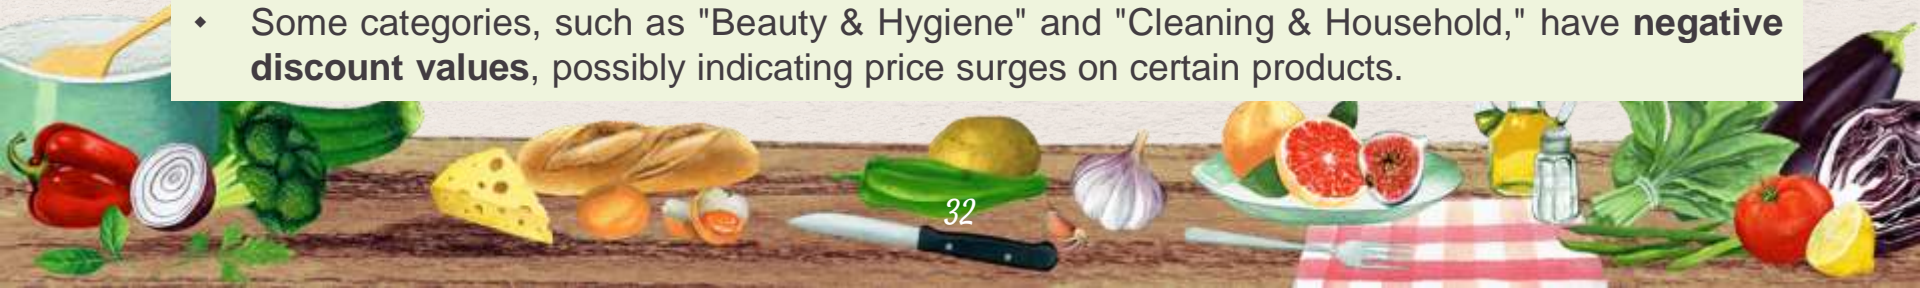 • Some categories, such as "Beauty & Hygiene" and "Cleaning & Household," have negative
discount values, possibly indicating price surges on certain products.
32